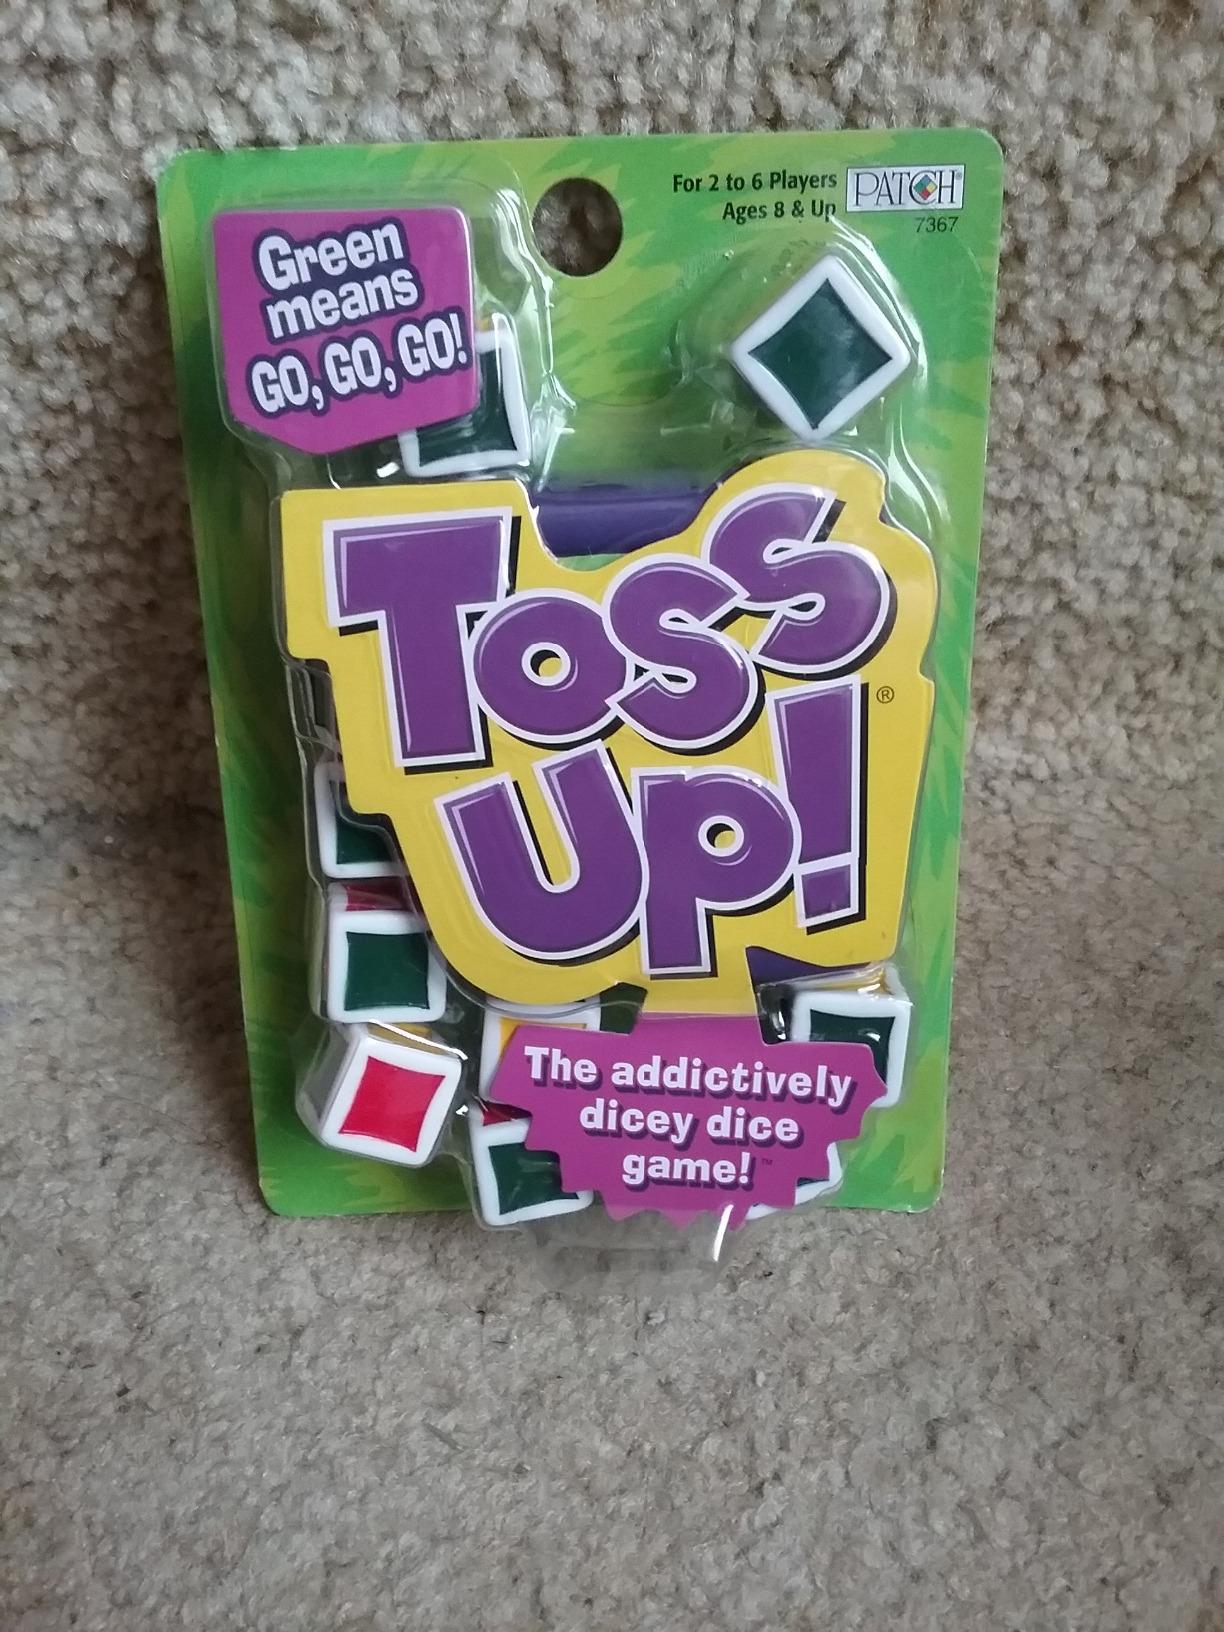 For 2 to 6 Players
Ages 8 & Up
PATCH®
7367
Green
means
GO, GO, GO!
Toss
Up!®
The addictively
dicey dice
game!™